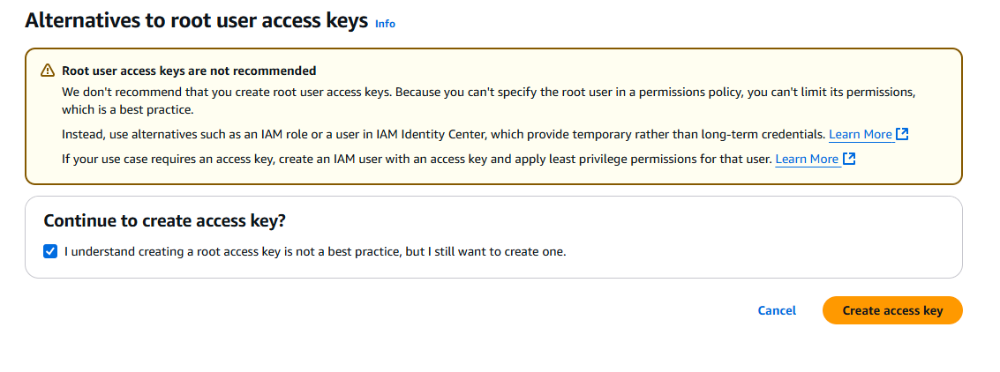 Alternatives to root user access keys Info
Root user access keys are not recommended
We don't recommend that you create root user access keys. Because you can't specify the root user in a permissions policy, you can't limit its permissions,
which is a best practice.
Instead, use alternatives such as an IAM role or a user in IAM Identity Center, which provide temporary rather than long-term credentials. Learn More
If your use case requires an access key, create an IAM user with an access key and apply least privilege permissions for that user. Learn More
Continue to create access key?
I understand creating a root access key is not a best practice, but I still want to create one.
Cancel Create access key